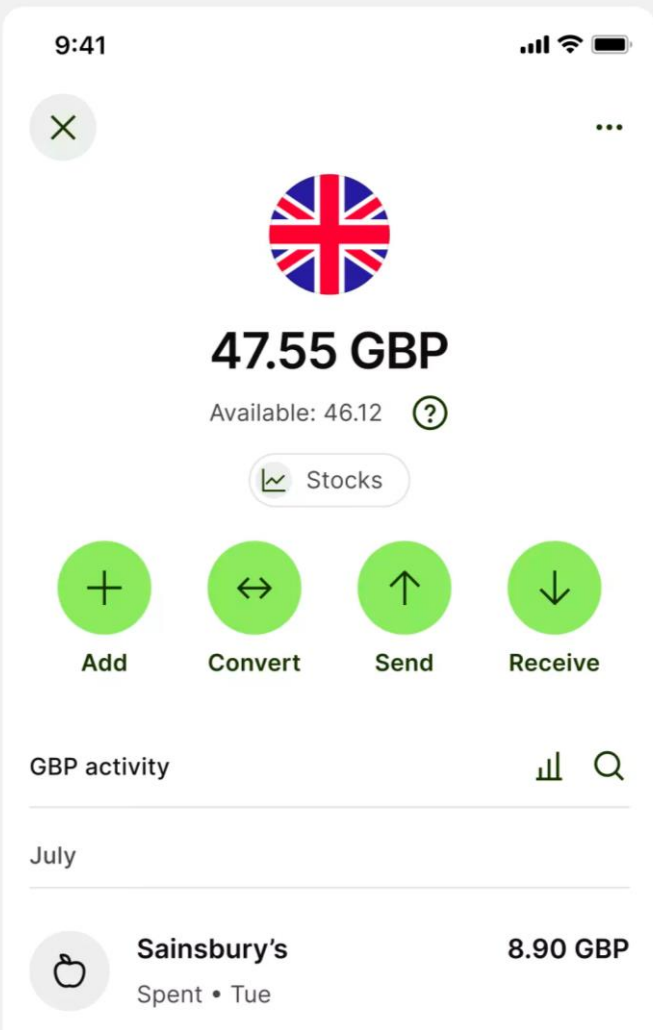 9:41
47.55 GBP
Available: 46.12
Stocks
Add Convert Send Receive
GBP activity
July
Sainsbury’s 8.90 GBP
Spent • Tue